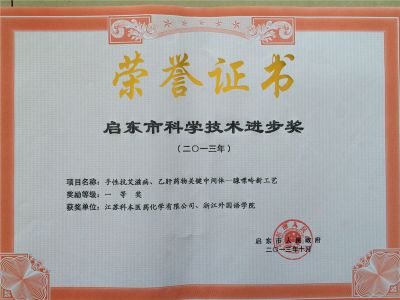 荣誉证书
启东市科学技术进步奖
(二〇一三年)
项目名称：手性抗艾滋病、乙肝药物关键中间体—腺嘌呤新工艺
奖励等级：一 等 奖
获奖单位：江苏科本医药化学有限公司、浙江外国语学院
启东市人民政府
二〇一三年十月